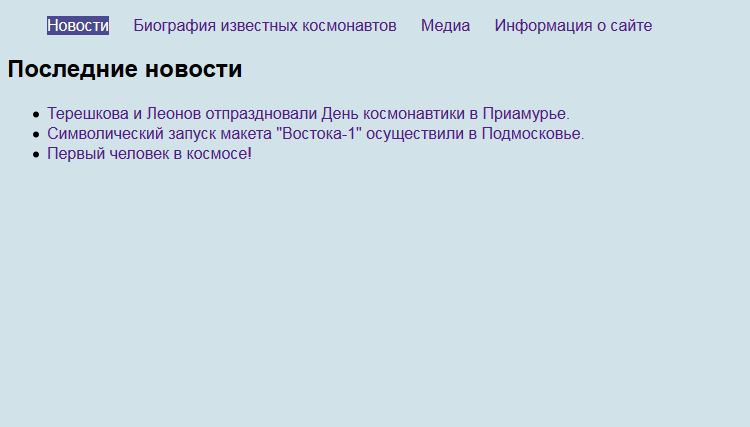 Новости Биография известных космонавтов Медиа Информация о сайте
Последние новости
Терешкова и Леонов отпраздновали День космонавтики в Приамурье.
Символический запуск макета "Востока-1" осуществили в Подмосковье.
Первый человек в космосе!